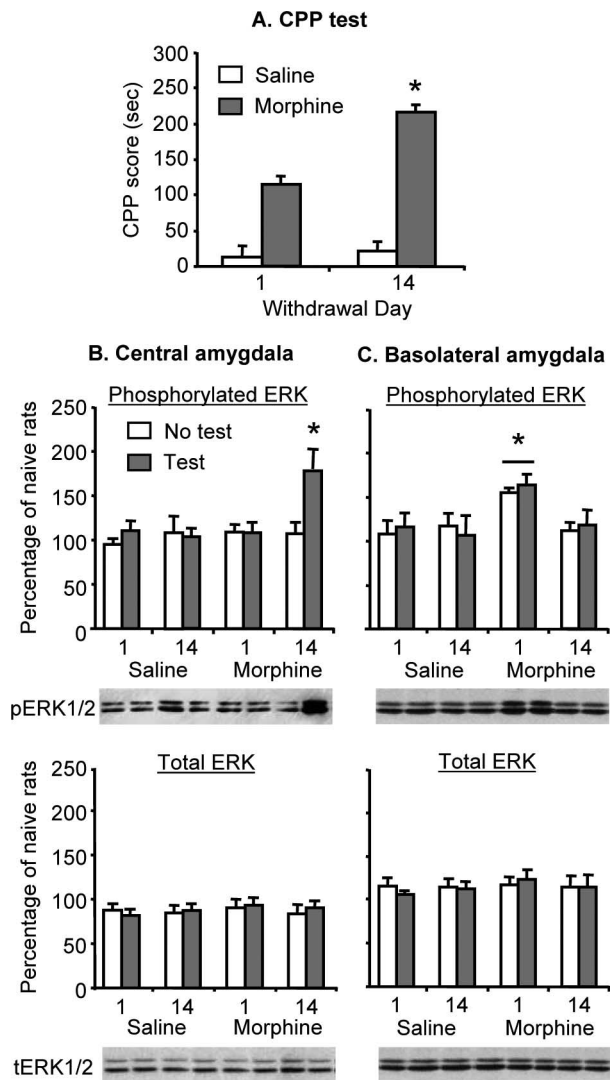 A. CPP test
CPP score (sec)
300
250
200
150
100
50
0
Saline
Morphine
*
1 14
Withdrawal Day
B. Central amygdala
Phosphorylated ERK
Percentage of naive rats
250
200
150
100
50
0
No test
Test
*
1 14 1 14
Saline Morphine
pERK1/2
C. Basolateral amygdala
Phosphorylated ERK
*
1 14 1 14
Saline Morphine
Total ERK
Percentage of naive rats
250
200
150
100
50
0
1 14 1 14
Saline Morphine
tERK1/2
Total ERK
1 14 1 14
Saline Morphine